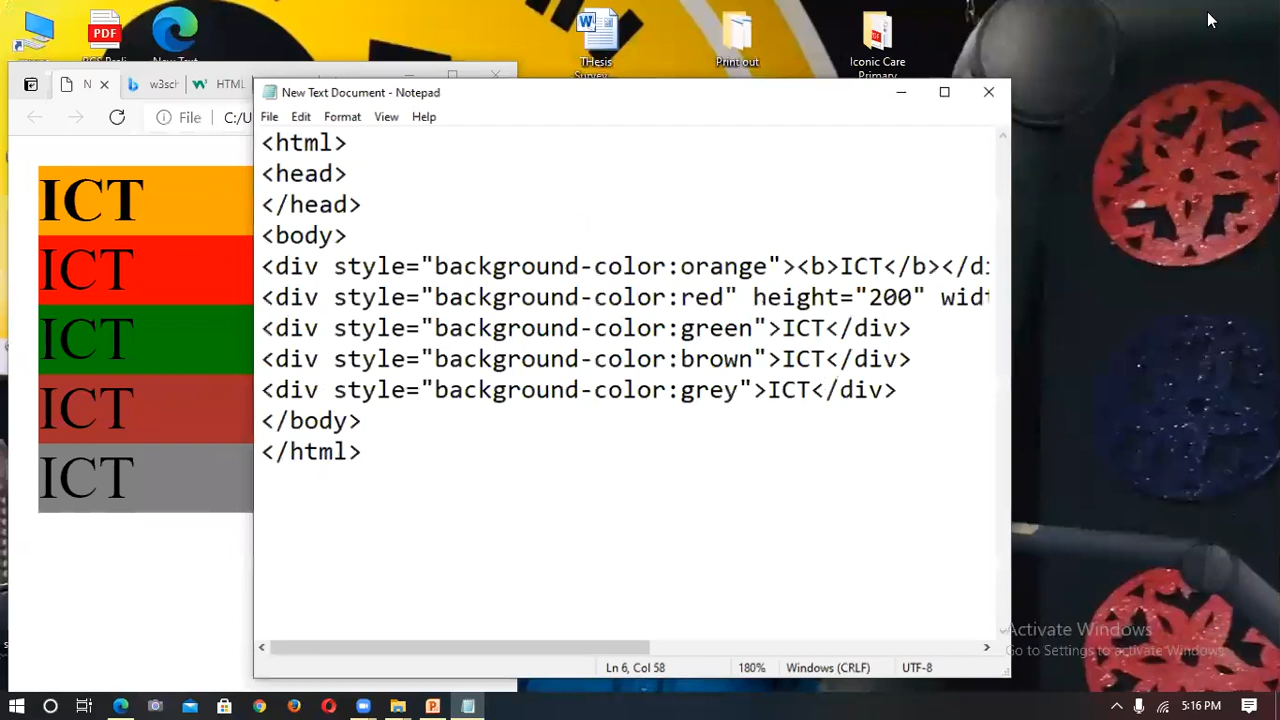 PDF
New Text
THesis
Survey
Print out
Iconic Care
Primary
N
w3sch
HTML
File
C:/U
ICT
ICT
ICT
ICT
ICT
New Text Document - Notepad
File Edit Format View Help
<html>
<head>
</head>
<body>
<div style="background-color:orange"><b>ICT</b></di
<div style="background-color:red" height="200" widt
<div style="background-color:green">ICT</div>
<div style="background-color:brown">ICT</div>
<div style="background-color:grey">ICT</div>
</body>
</html>
Ln 6, Col 58 180% Windows (CRLF) UTF-8
Activate Windows
Go to Settings to activate Windows.
5:16 PM